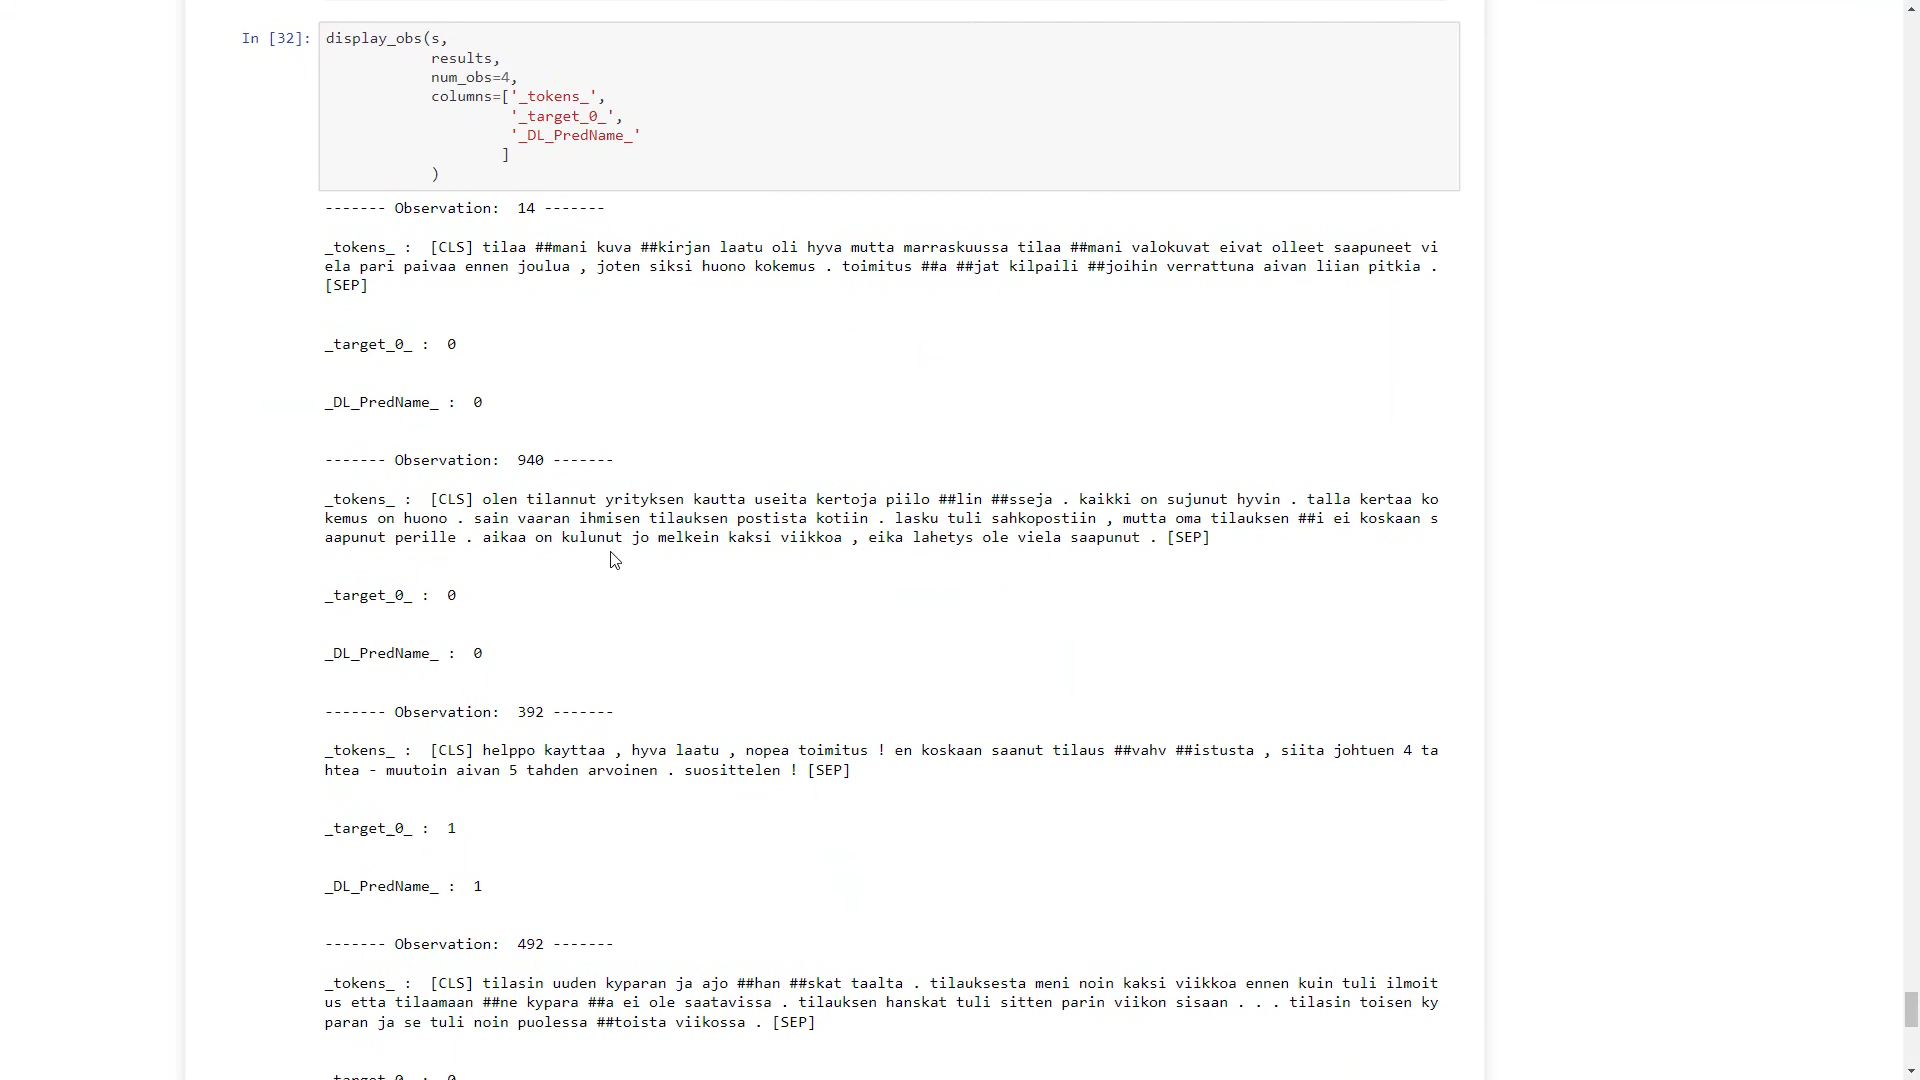 In [32]: display_obs(s,
results,
num_obs=4,
columns=['_tokens_',
'_target_0_',
'_DL_PredName_'
]
)
------- Observation:  14 -------
_tokens_ :  [CLS] tilaa ##mani kuva ##kirjan laatu oli hyva mutta marraskuussa tilaa ##mani valokuvat eivat olleet saapuneet vi
ela pari paivaa ennen joulua , joten siksi huono kokemus . toimitus ##a ##jat kilpaili ##joihin verrattuna aivan liian pitkia .
[SEP]
_target_0_ :  0
_DL_PredName_ :  0
------- Observation:  940 -------
_tokens_ :  [CLS] olen tilannut yrityksen kautta useita kertoja piilo ##lin ##sseja . kaikki on sujunut hyvin . talla kertaa ko
kemus on huono . sain vaaran ihmisen tilauksen postista kotiin . lasku tuli sahkopostiin , mutta oma tilauksen ##i ei koskaan s
aapunut perille . aikaa on kulunut jo melkein kaksi viikkoa , eika lahetys ole viela saapunut . [SEP]
_target_0_ :  0
_DL_PredName_ :  0
------- Observation:  392 -------
_tokens_ :  [CLS] helppo kayttaa , hyva laatu , nopea toimitus ! en koskaan saanut tilaus ##vahv ##istusta , siita johtuen 4 ta
htea - muutoin aivan 5 tahden arvoinen . suosittelen ! [SEP]
_target_0_ :  1
_DL_PredName_ :  1
------- Observation:  492 -------
_tokens_ :  [CLS] tilasin uuden kyparan ja ajo ##han ##skat taalta . tilauksesta meni noin kaksi viikkoa ennen kuin tuli ilmoit
us etta tilaamaan ##ne kypara ##a ei ole saatavissa . tilauksen hanskat tuli sitten parin viikon sisaan . . . tilasin toisen ky
paran ja se tuli noin puolessa ##toista viikossa . [SEP]
_target_0_ :  0